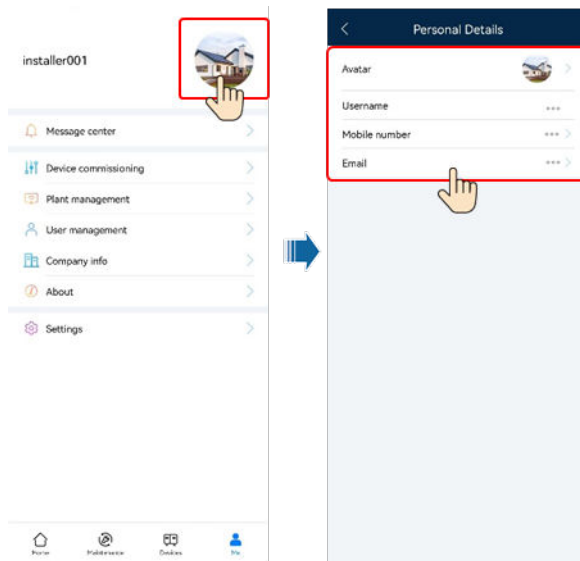 installer001
Message center
Device commissioning
Plant management
User management
Company info
About
Settings
Home
Maintenance
Devices
Me
Personal Details
Avatar
Username
***
Mobile number
***
Email
***